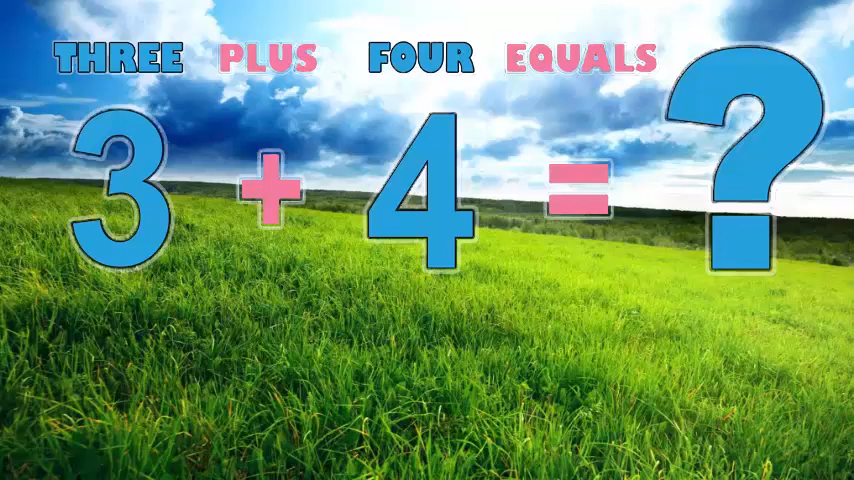 THREE PLUS FOUR EQUALS
3 + 4 = ?